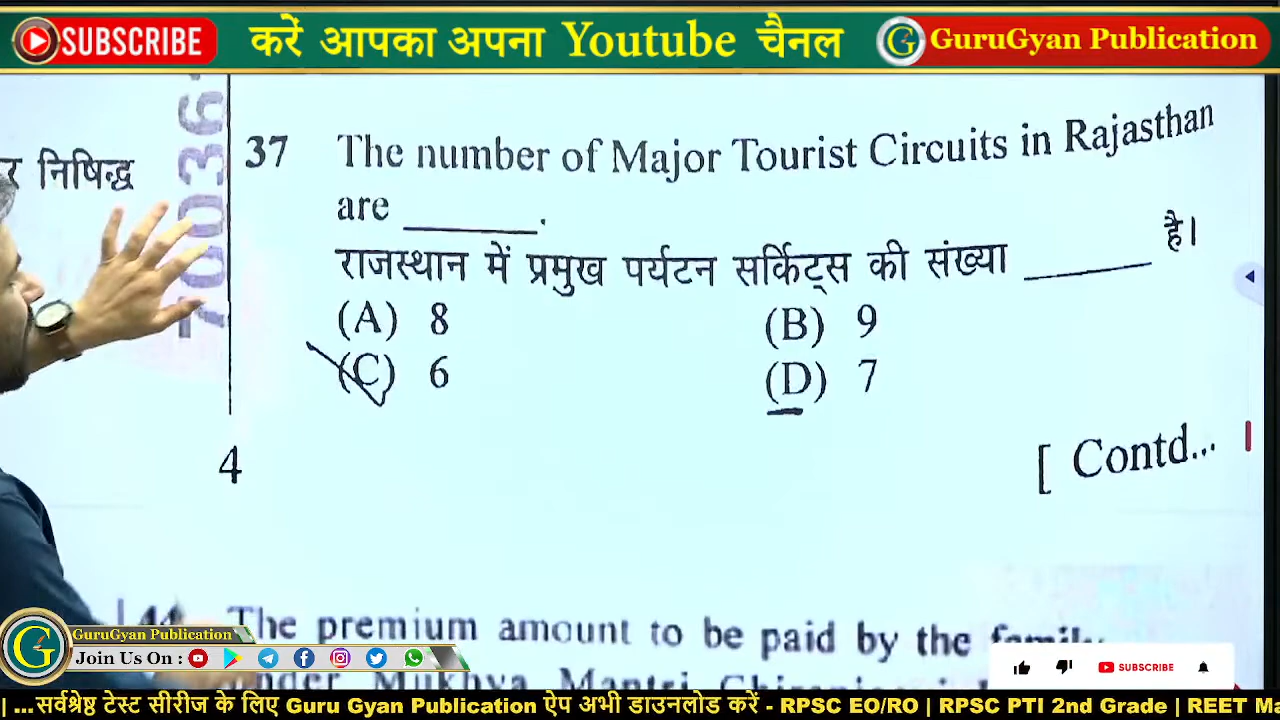 SUBSCRIBE करें आपका अपना Youtube चैनल GuruGyan Publication
निषिद्ध
70036
37 The number of Major Tourist Circuits in Rajasthan
are ________.
राजस्थान में प्रमुख पर्यटन सर्किट्स की संख्या ________ है।
(A) 8 (B) 9
(C) 6 (D) 7
4
[ Contd...
44 The premium amount to be paid by the family
GuruGyan Publication
Join Us On :
SUBSCRIBE
...सर्वश्रेष्ठ टेस्ट सीरीज के लिए Guru Gyan Publication ऐप अभी डाउनलोड करें - RPSC EO/RO | RPSC PTI 2nd Grade | REET Ma